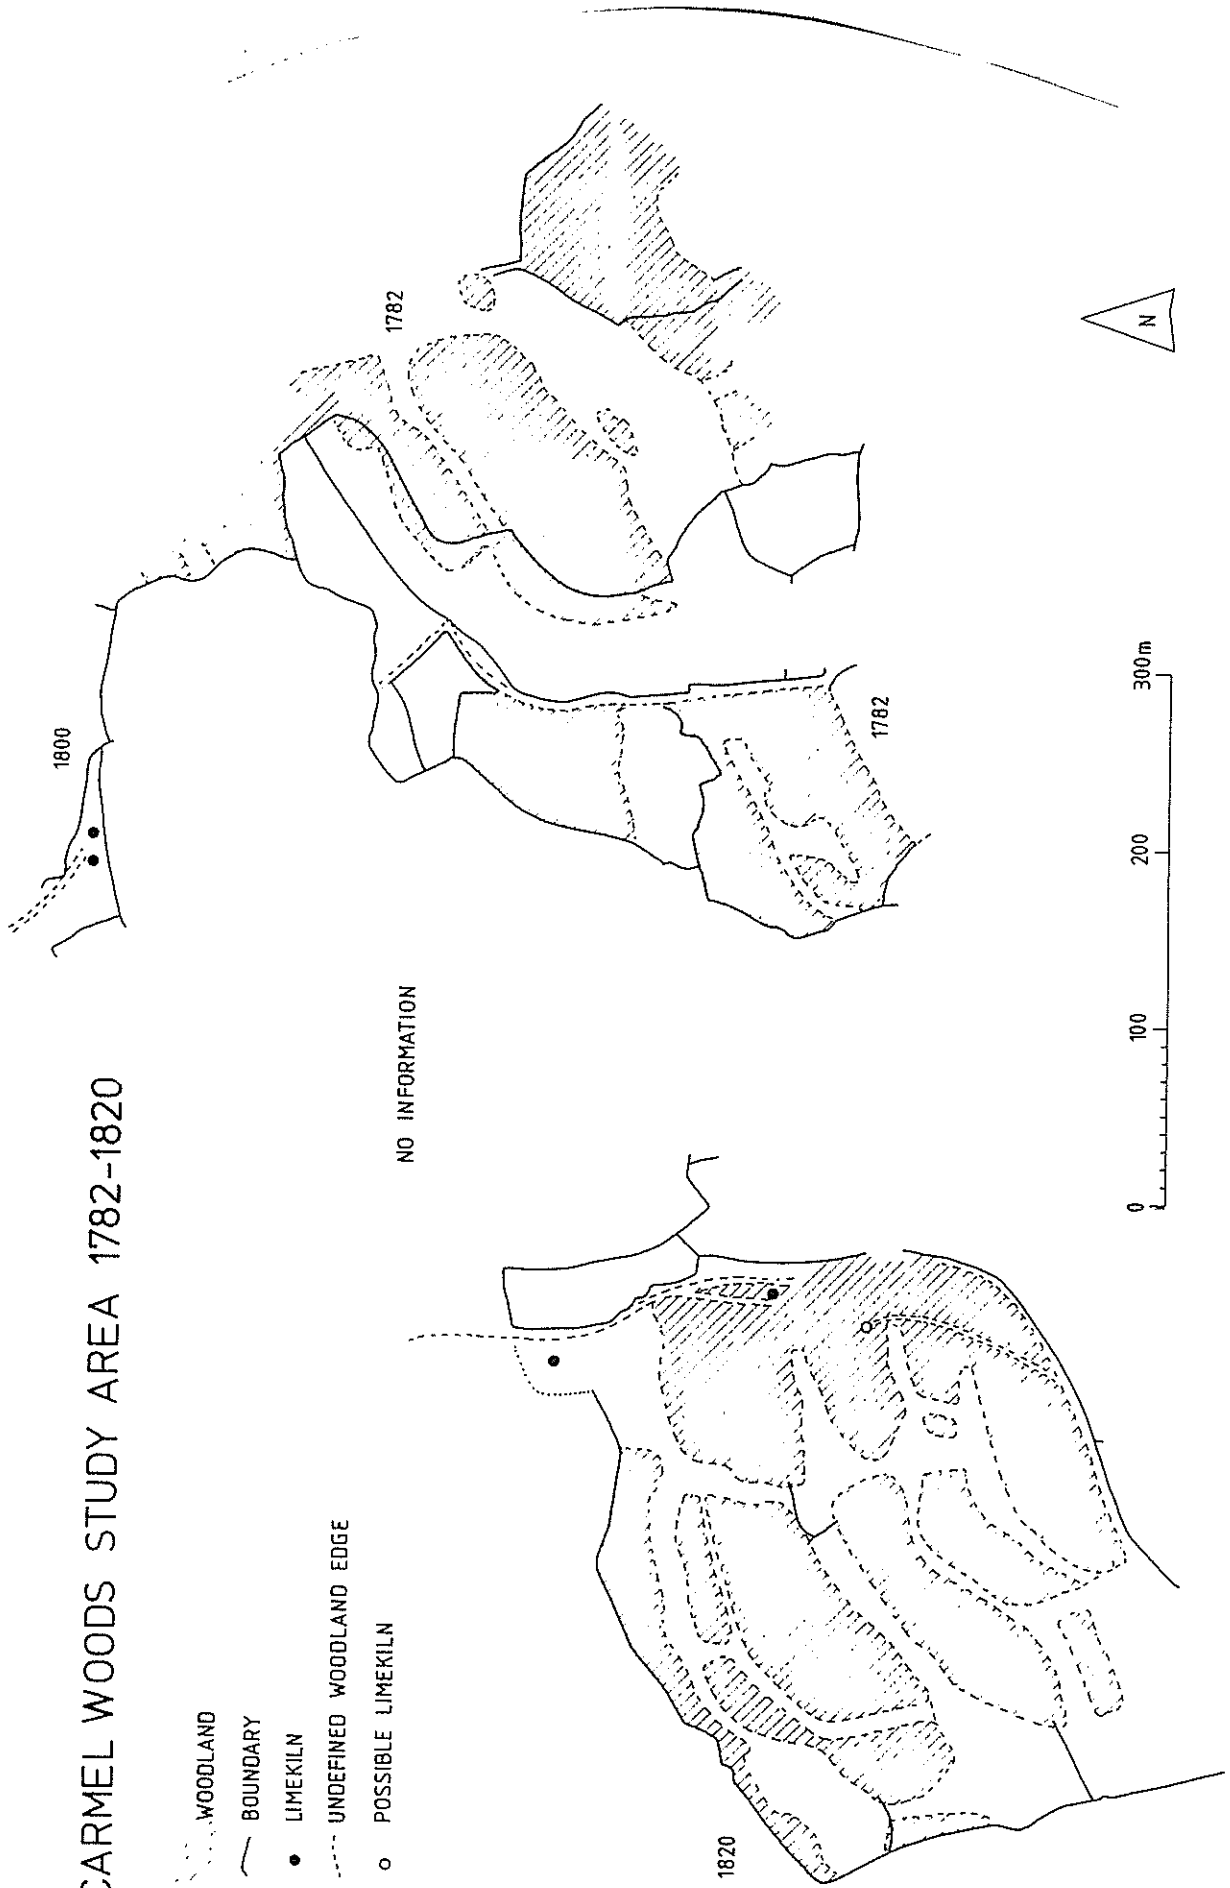 CARMEL WOODS STUDY AREA 1782-1820
WOODLAND
BOUNDARY
LIMEKILN
UNDEFINED WOODLAND EDGE
POSSIBLE LIMEKILN
1800
1782
NO INFORMATION
1782
1820
0 100 200 300m
N